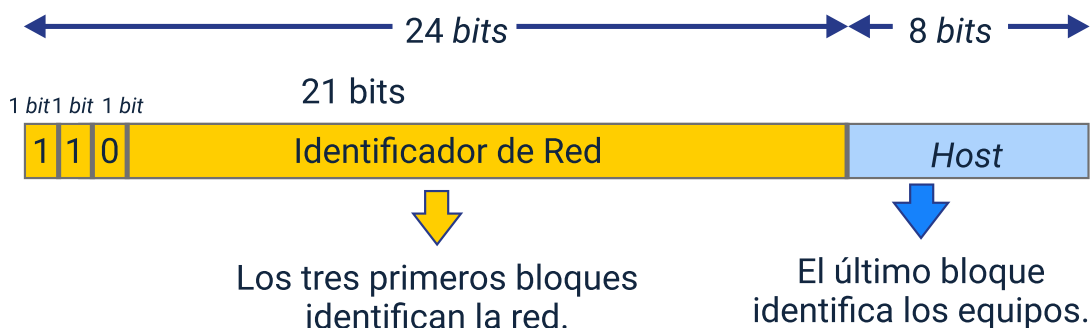 24 bits
8 bits
21 bits
1 bit 1 bit 1 bit
1 1 0 Identificador de Red Host
Los tres primeros bloques
identifican la red.
El último bloque
identifica los equipos.